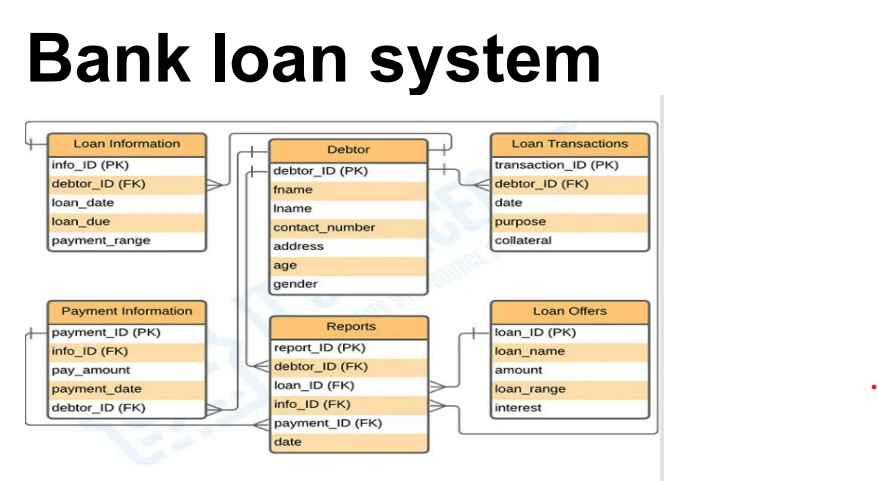 Bank loan system
Loan Information
info_ID (PK)
debtor_ID (FK)
loan_date
loan_due
payment_range
Debtor
debtor_ID (PK)
fname
lname
contact_number
address
age
gender
Loan Transactions
transaction_ID (PK)
debtor_ID (FK)
date
purpose
collateral
Payment Information
payment_ID (PK)
info_ID (FK)
pay_amount
payment_date
debtor_ID (FK)
Reports
report_ID (PK)
debtor_ID (FK)
loan_ID (FK)
info_ID (FK)
payment_ID (FK)
date
Loan Offers
loan_ID (PK)
loan_name
amount
loan_range
interest